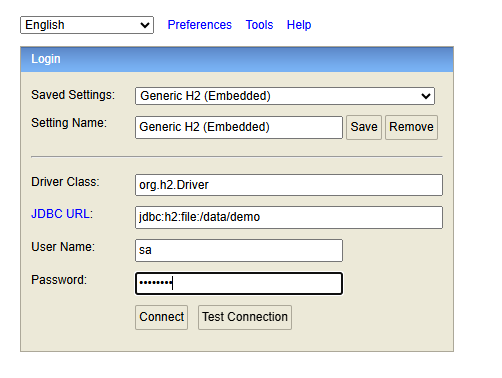 English Preferences Tools Help
Login
Saved Settings: Generic H2 (Embedded)
Setting Name: Generic H2 (Embedded) Save Remove
Driver Class: org.h2.Driver
JDBC URL: jdbc:h2:file:/data/demo
User Name: sa
Password: ••••••••
Connect Test Connection